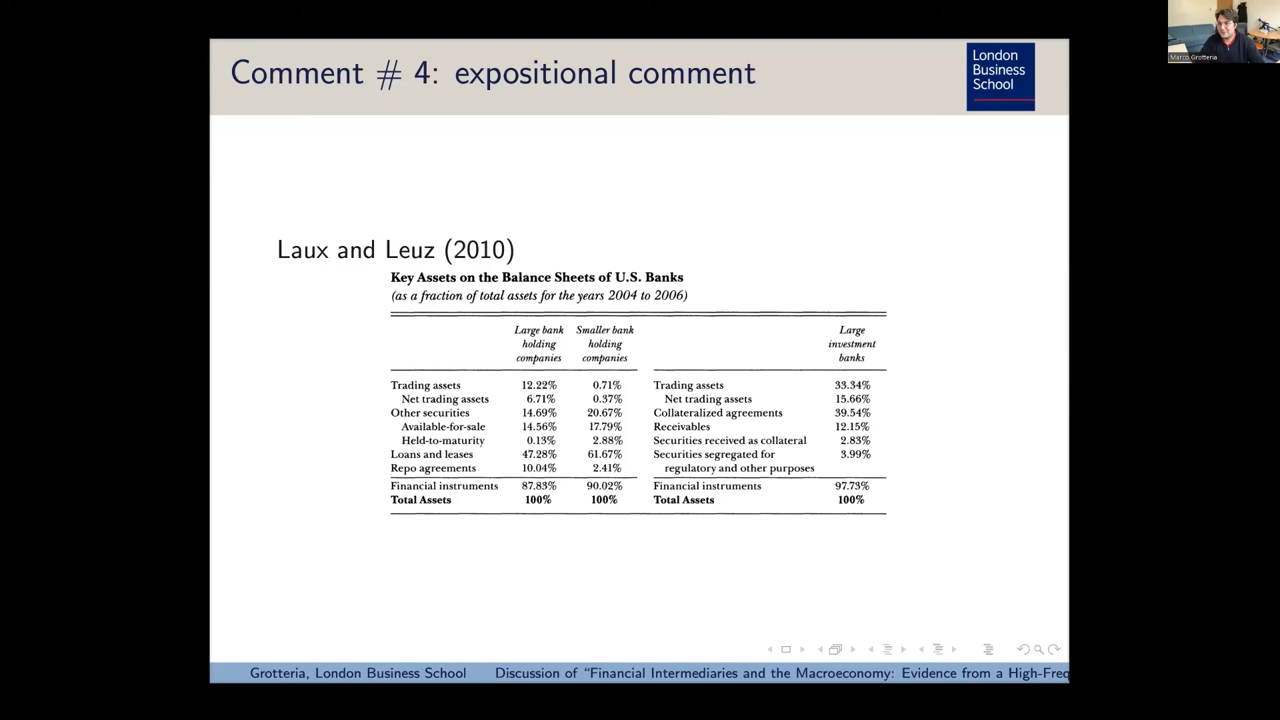 Comment # 4: expositional comment
London
Business
School
Marco Grotteria
Laux and Leuz (2010)
Key Assets on the Balance Sheets of U.S. Banks
(as a fraction of total assets for the years 2004 to 2006)
Large bank holding companies Smaller bank holding companies Large investment banks
Trading assets 12.22% 0.71% Trading assets 33.34%
Net trading assets 6.71% 0.37% Net trading assets 15.66%
Other securities 14.69% 20.67% Collateralized agreements 39.54%
Available-for-sale 14.56% 17.79% Receivables 12.15%
Held-to-maturity 0.13% 2.88% Securities received as collateral 2.83%
Loans and leases 47.28% 61.67% Securities segregated for 3.99%
Repo agreements 10.04% 2.41% regulatory and other purposes
Financial instruments 87.83% 90.02% Financial instruments 97.73%
Total Assets 100% 100% Total Assets 100%
Grotteria, London Business School Discussion of “Financial Intermediaries and the Macroeconomy: Evidence from a High-Freq